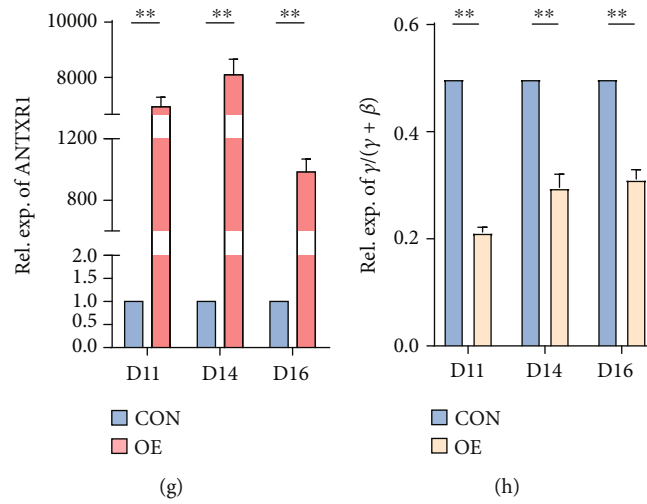 Rel. exp. of ANTXR1
10000
8000
1200
800
2.0
1.5
1.0
0.5
0.0
** ** **
D11 D14 D16
CON
OE
(g)
Rel. exp. of γ/(γ + β)
0.6
0.4
0.2
0.0
** ** **
D11 D14 D16
CON
OE
(h)